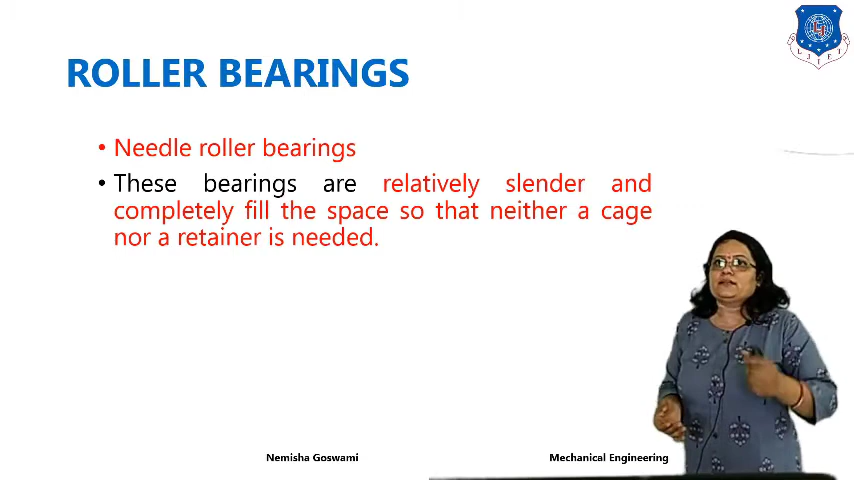 ROLLER BEARINGS
• Needle roller bearings
• These bearings are relatively slender and
completely fill the space so that neither a cage
nor a retainer is needed.
Nemisha Goswami
Mechanical Engineering